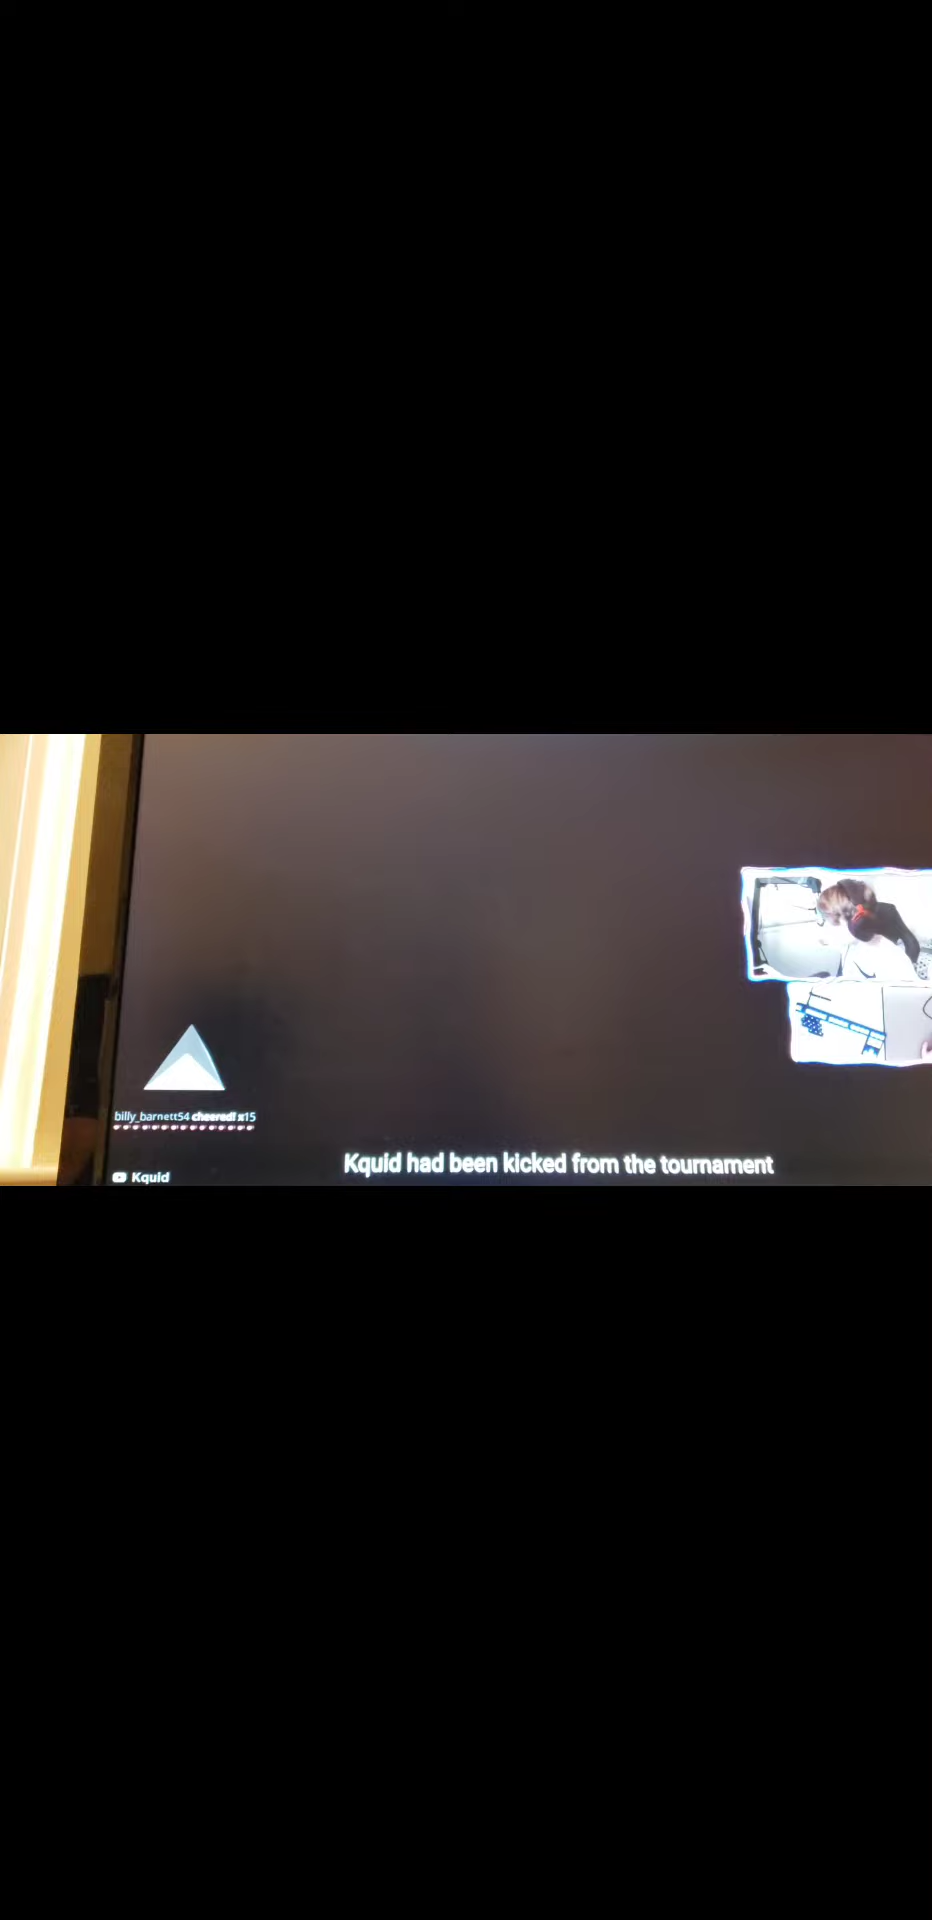 billy_barnett54 cheered! x15
Kquid
Kquid had been kicked from the tournament